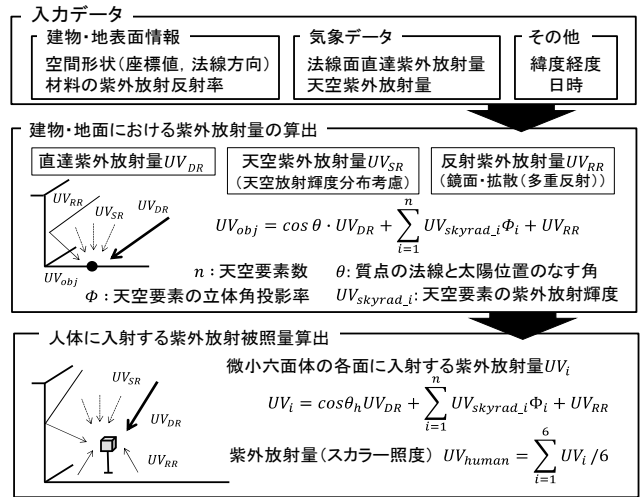 入力データ
建物・地表面情報
空間形状(座標値, 法線方向)
材料の紫外放射反射率
気象データ
法線面直達紫外放射量
天空紫外放射量
その他
緯度経度
日時
建物・地面における紫外放射量の算出
直達紫外放射量UV_DR
天空紫外放射量UV_SR
(天空放射輝度分布考慮)
反射紫外放射量UV_RR
(鏡面・拡散(多重反射))
UV_RR
UV_SR
UV_DR
UV_obj
UV_obj = cos θ · UV_DR + ∑_{i=1}^{n} UV_skyrad_i Φ_i + UV_RR
n : 天空要素数 θ: 質点の法線と太陽位置のなす角
Φ : 天空要素の立体角投影率 UV_skyrad_i: 天空要素の紫外放射輝度
人体に入射する紫外放射被照量算出
UV_SR
UV_DR
UV_RR
微小六面体の各面に入射する紫外放射量UV_i
UV_i = cosθ_h UV_DR + ∑_{i=1}^{n} UV_skyrad_i Φ_i + UV_RR
紫外放射量(スカラー照度) UV_human = ∑_{i=1}^{6} UV_i /6